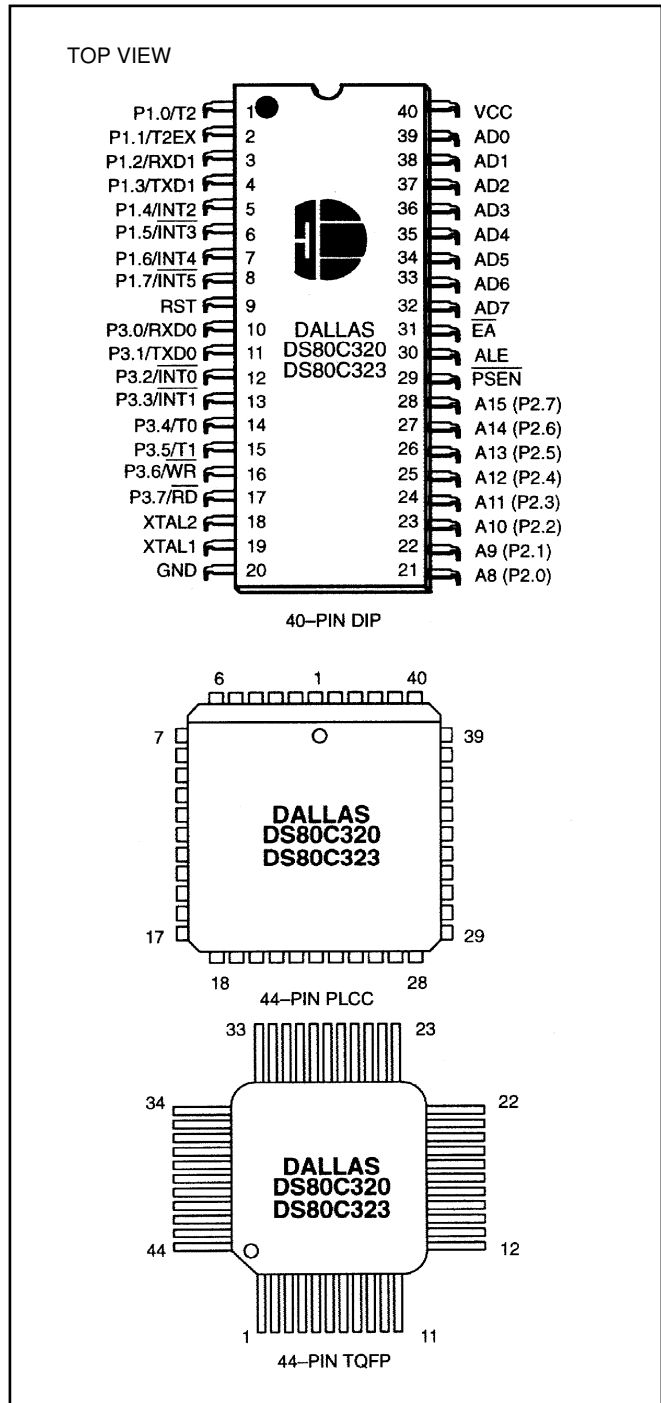 TOP VIEW
P1.0/T2 1 40 VCC
P1.1/T2EX 2 39 AD0
P1.2/RXD1 3 38 AD1
P1.3/TXD1 4 37 AD2
P1.4/INT2 5 36 AD3
P1.5/I̅N̅T̅3̅ 6 35 AD4
P1.6/INT4 7 34 AD5
P1.7/I̅N̅T̅5̅ 8 33 AD6
RST 9 32 AD7
P3.0/RXD0 10 31 E̅A̅
P3.1/TXD0 11 30 ALE
P3.2/I̅N̅T̅0̅ 12 29 P̅S̅E̅N̅
P3.3/I̅N̅T̅1̅ 13 28 A15 (P2.7)
P3.4/T0 14 27 A14 (P2.6)
P3.5/T1 15 26 A13 (P2.5)
P3.6/W̅R̅ 16 25 A12 (P2.4)
P3.7/R̅D̅ 17 24 A11 (P2.3)
XTAL2 18 23 A10 (P2.2)
XTAL1 19 22 A9 (P2.1)
GND 20 21 A8 (P2.0)
DALLAS
DS80C320
DS80C323
40–PIN DIP
6 1 40
7 39
DALLAS
DS80C320
DS80C323
17 29
18 28
44–PIN PLCC
33 23
34 22
DALLAS
DS80C320
DS80C323
44 12
1 11
44–PIN TQFP